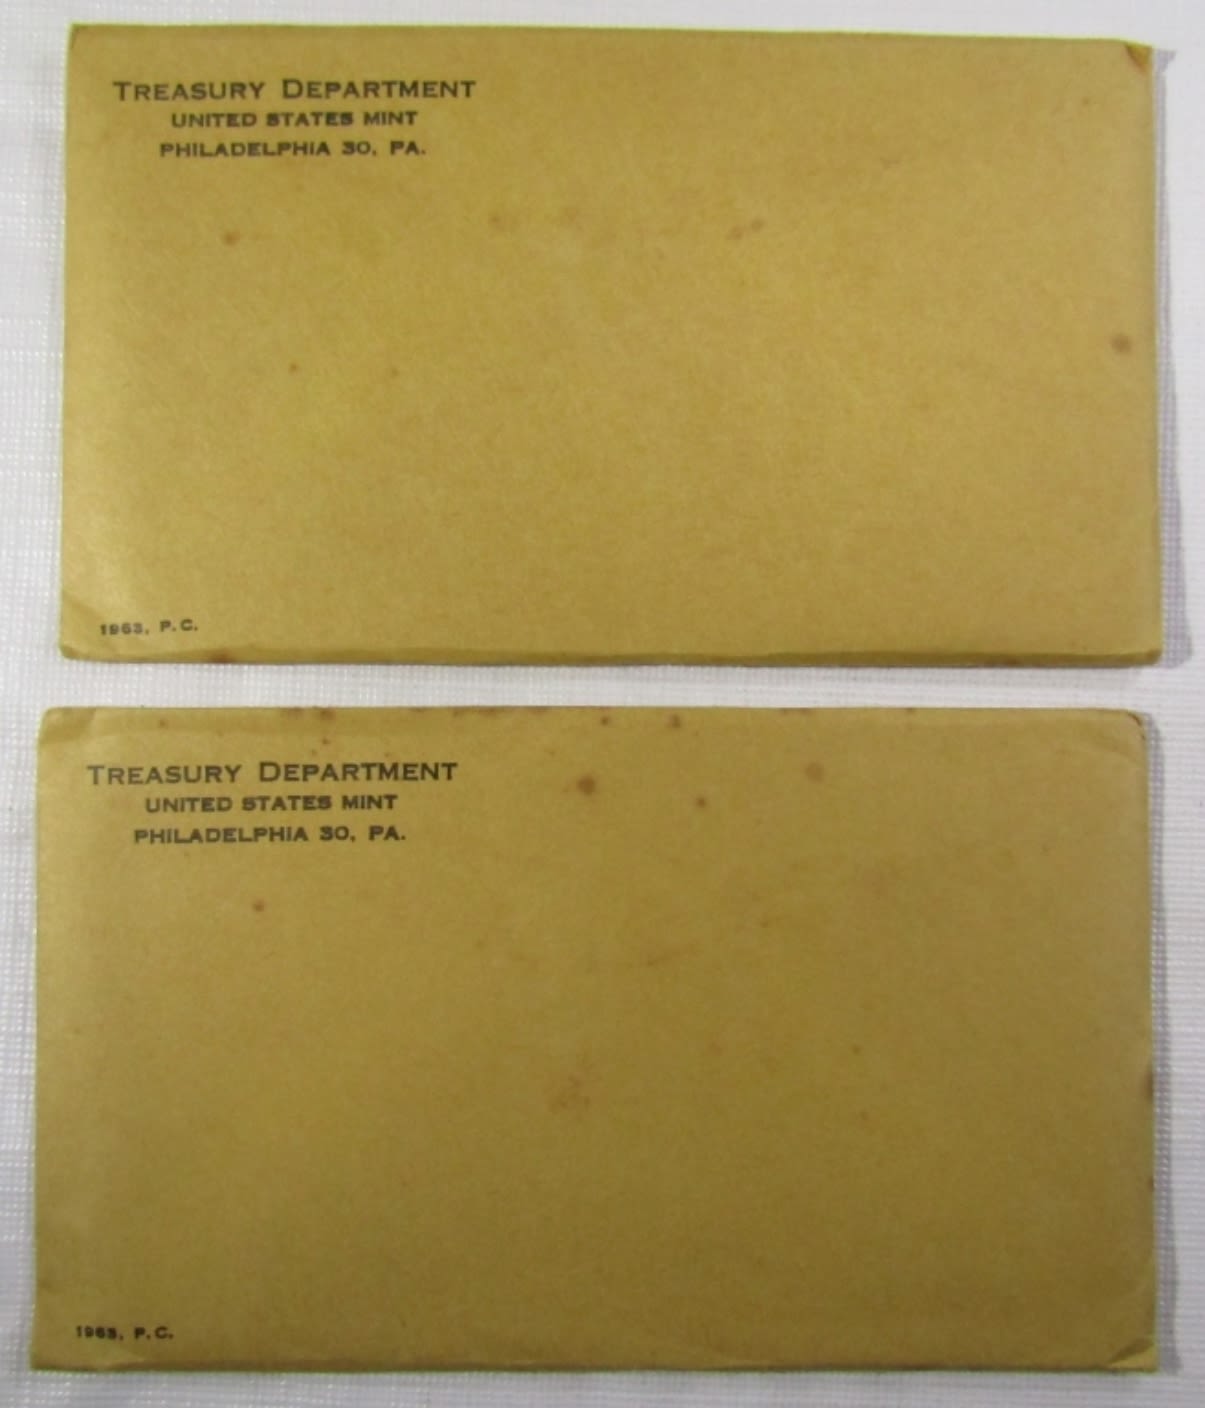 TREASURY DEPARTMENT
UNITED STATES MINT
PHILADELPHIA 30, PA.
1963, P.C.
TREASURY DEPARTMENT
UNITED STATES MINT
PHILADELPHIA 30, PA.
1963, P.C.